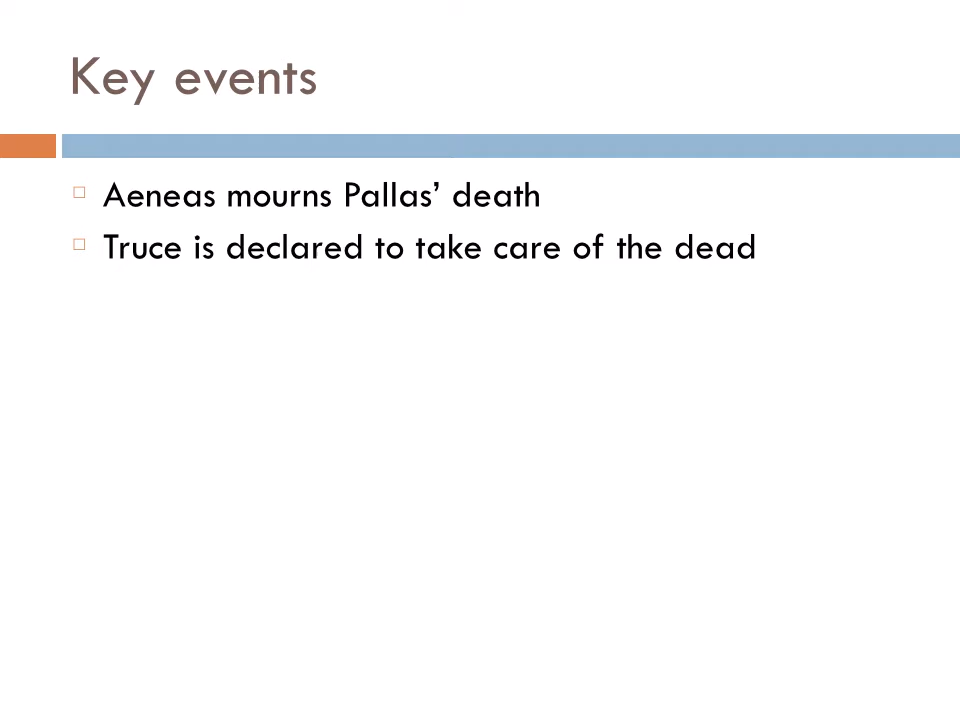 Key events
Aeneas mourns Pallas’ death
Truce is declared to take care of the dead